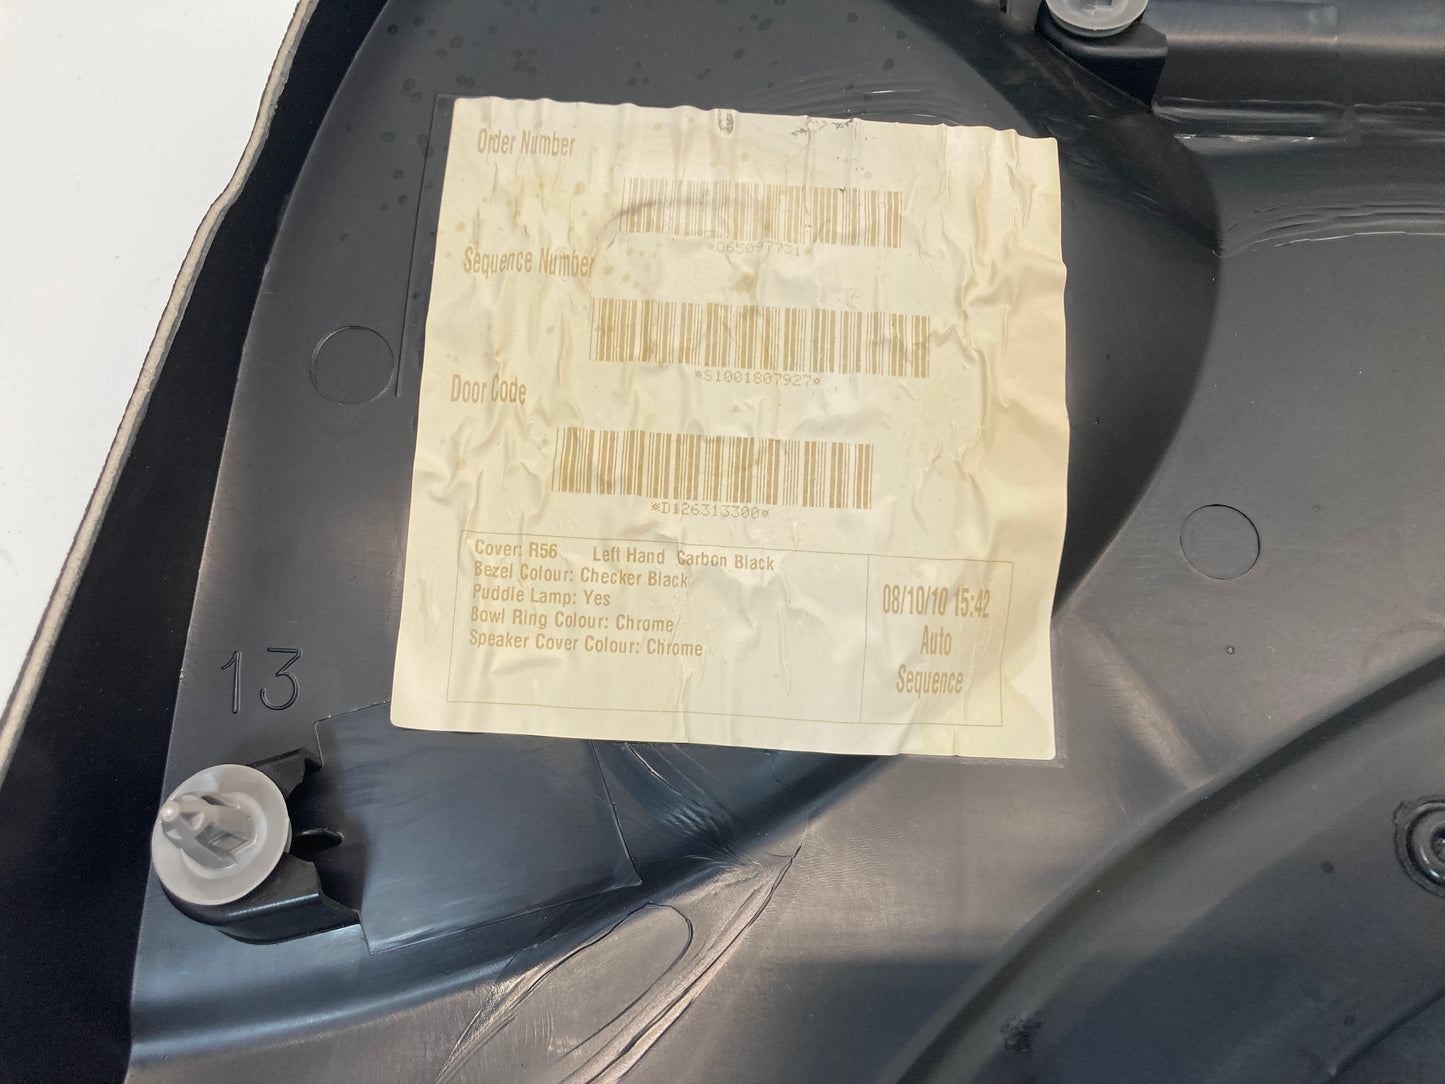 Order Number
*O65097731*
Sequence Number
*S1001807927*
Door Code
*D126313300*
Cover: R56 Left Hand Carbon Black
Bezel Colour: Checker Black
Puddle Lamp: Yes
Bowl Ring Colour: Chrome
Speaker Cover Colour: Chrome
08/10/10 15:42
Auto
Sequence
13